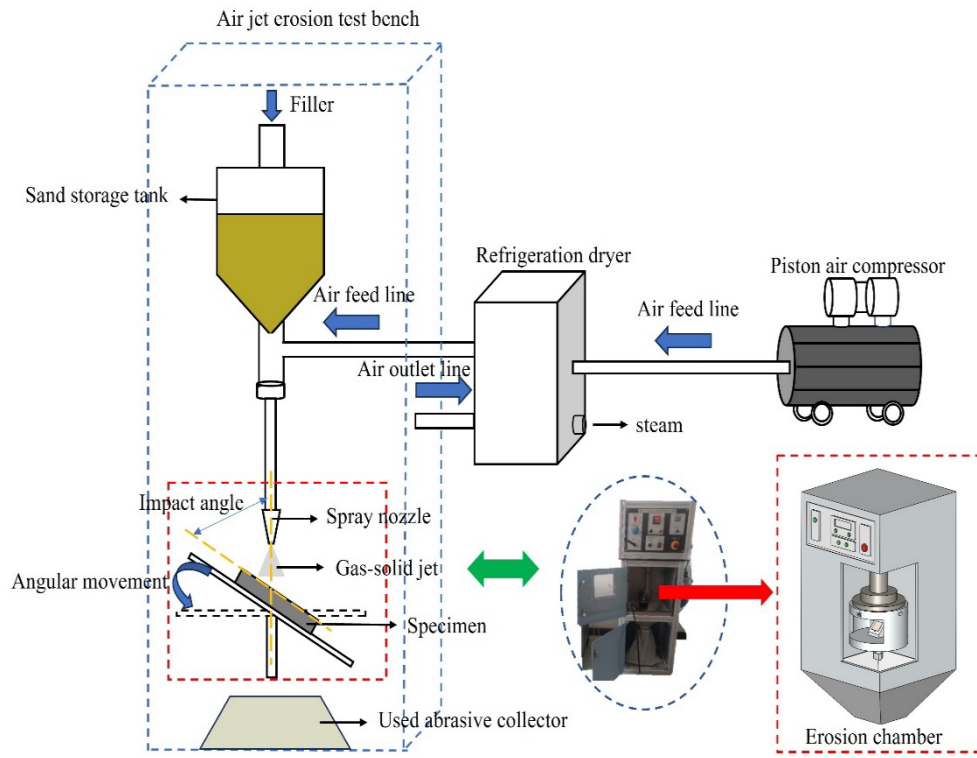 Air jet erosion test bench
Filler
Sand storage tank
Refrigeration dryer
Piston air compressor
Air feed line
Air feed line
Air outlet line
steam
Impact angle
Spray nozzle
Gas-solid jet
Angular movement
Specimen
Used abrasive collector
Erosion chamber